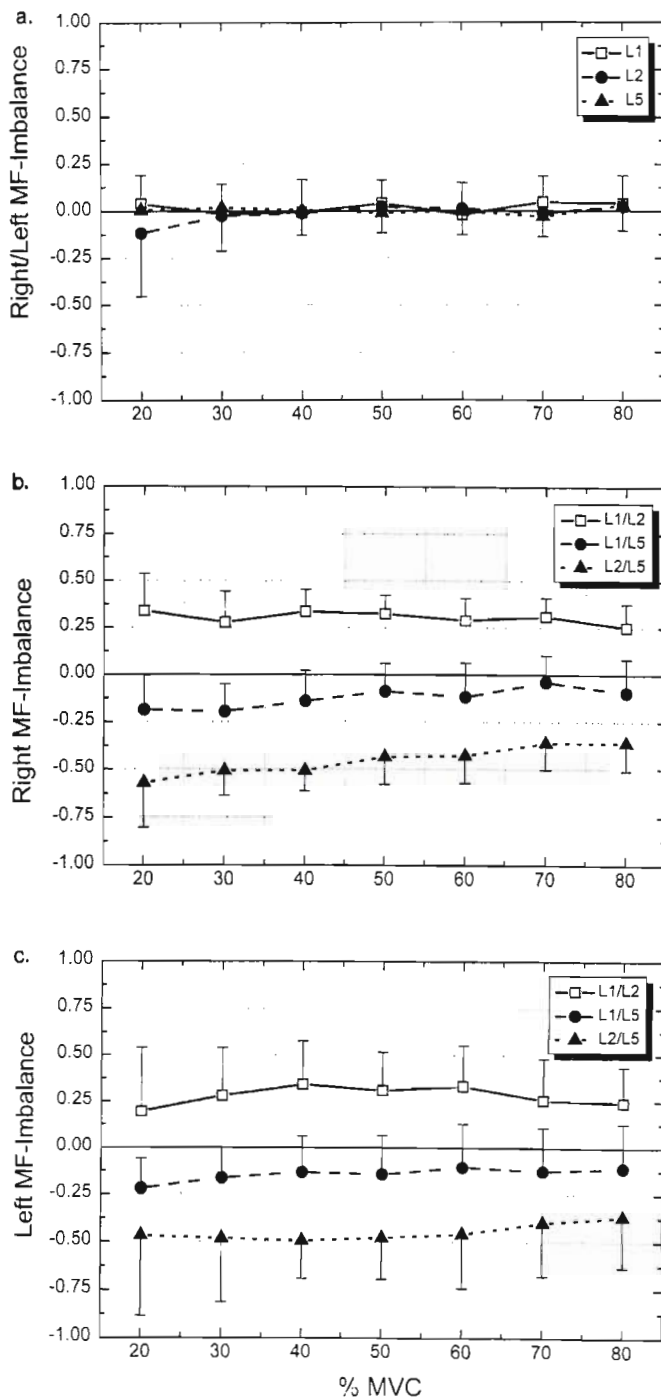 a.
Right/Left MF-Imbalance
1.00
0.75
0.50
0.25
0.00
-0.25
-0.50
-0.75
-1.00
L1
L2
L5
20 30 40 50 60 70 80
b.
Right MF-Imbalance
1.00
0.75
0.50
0.25
0.00
-0.25
-0.50
-0.75
-1.00
L1/L2
L1/L5
L2/L5
20 30 40 50 60 70 80
c.
Left MF-Imbalance
1.00
0.75
0.50
0.25
0.00
-0.25
-0.50
-0.75
-1.00
L1/L2
L1/L5
L2/L5
20 30 40 50 60 70 80
% MVC